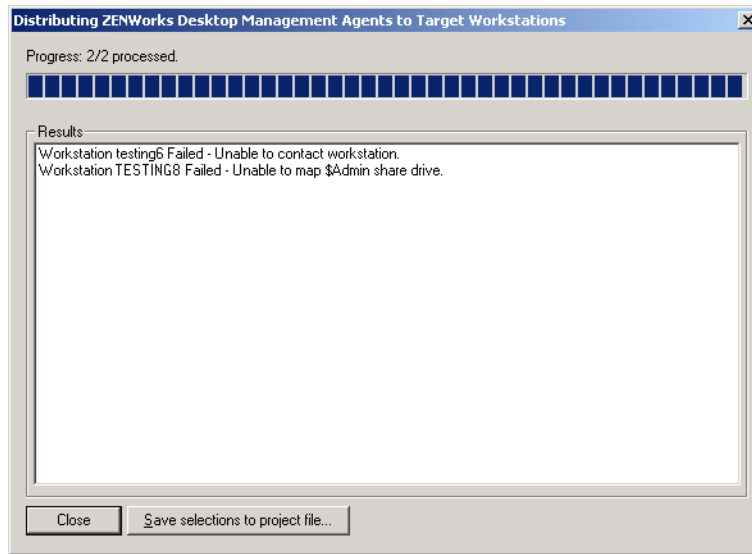 Distributing ZENWorks Desktop Management Agents to Target Workstations
Progress: 2/2 processed.
Results
Workstation testing6 Failed - Unable to contact workstation.
Workstation TESTING8 Failed - Unable to map $Admin share drive.
Close Save selections to project file...